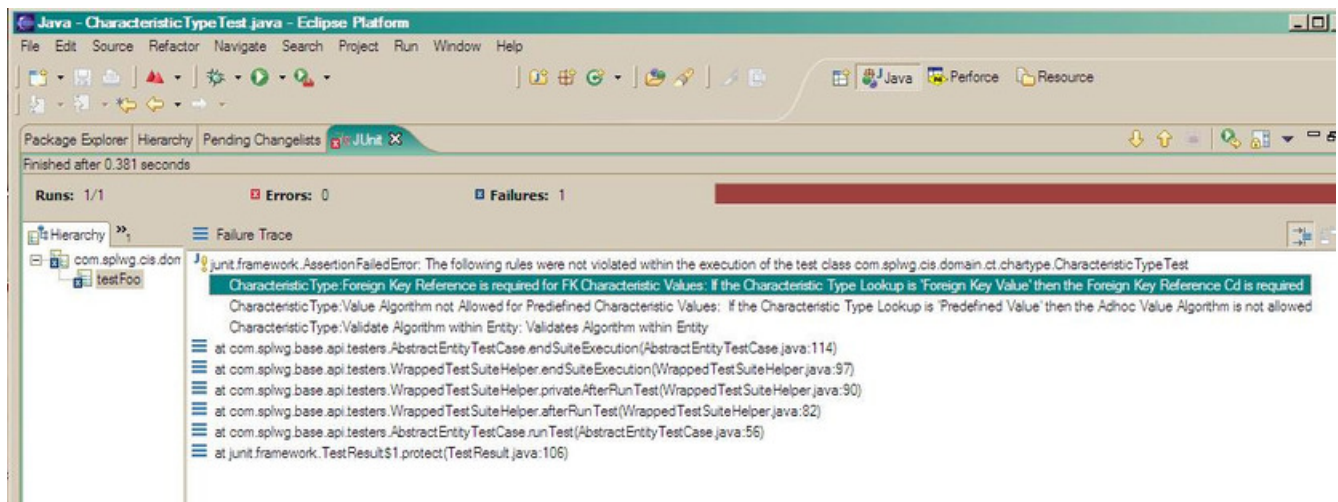 Java - CharacteristicTypeTest.java - Eclipse Platform
File Edit Source Refactor Navigate Search Project Run Window Help
Java Perforce Resource
Package Explorer Hierarchy Pending Changelists JUnit
Finished after 0.381 seconds
Runs: 1/1 Errors: 0 Failures: 1
Hierarchy »1 Failure Trace
com.splwg.cis.dom junit.framework.AssertionFailedError: The following rules were not violated within the execution of the test class com.splwg.cis.domain.ct.chartype.CharacteristicTypeTest
testFoo CharacteristicType:Foreign Key Reference is required for FK Characteristic Values: If the Characteristic Type Lookup is 'Foreign Key Value' then the Foreign Key Reference Cd is required
CharacteristicType:Value Algorithm not Allowed for Predefined Characteristic Values: If the Characteristic Type Lookup is 'Predefined Value' then the Adhoc Value Algorithm is not allowed
CharacteristicType:Validate Algorithm within Entity: Validates Algorithm within Entity
at com.splwg.base.api.testers.AbstractEntityTestCase.endSuiteExecution(AbstractEntityTestCase.java:114)
at com.splwg.base.api.testers.WrappedTestSuiteHelper.endSuiteExecution(WrappedTestSuiteHelper.java:97)
at com.splwg.base.api.testers.WrappedTestSuiteHelper.privateAfterRunTest(WrappedTestSuiteHelper.java:90)
at com.splwg.base.api.testers.WrappedTestSuiteHelper.afterRunTest(WrappedTestSuiteHelper.java:82)
at com.splwg.base.api.testers.AbstractEntityTestCase.runTest(AbstractEntityTestCase.java:56)
at junit.framework.TestResult$1.protect(TestResult.java:106)